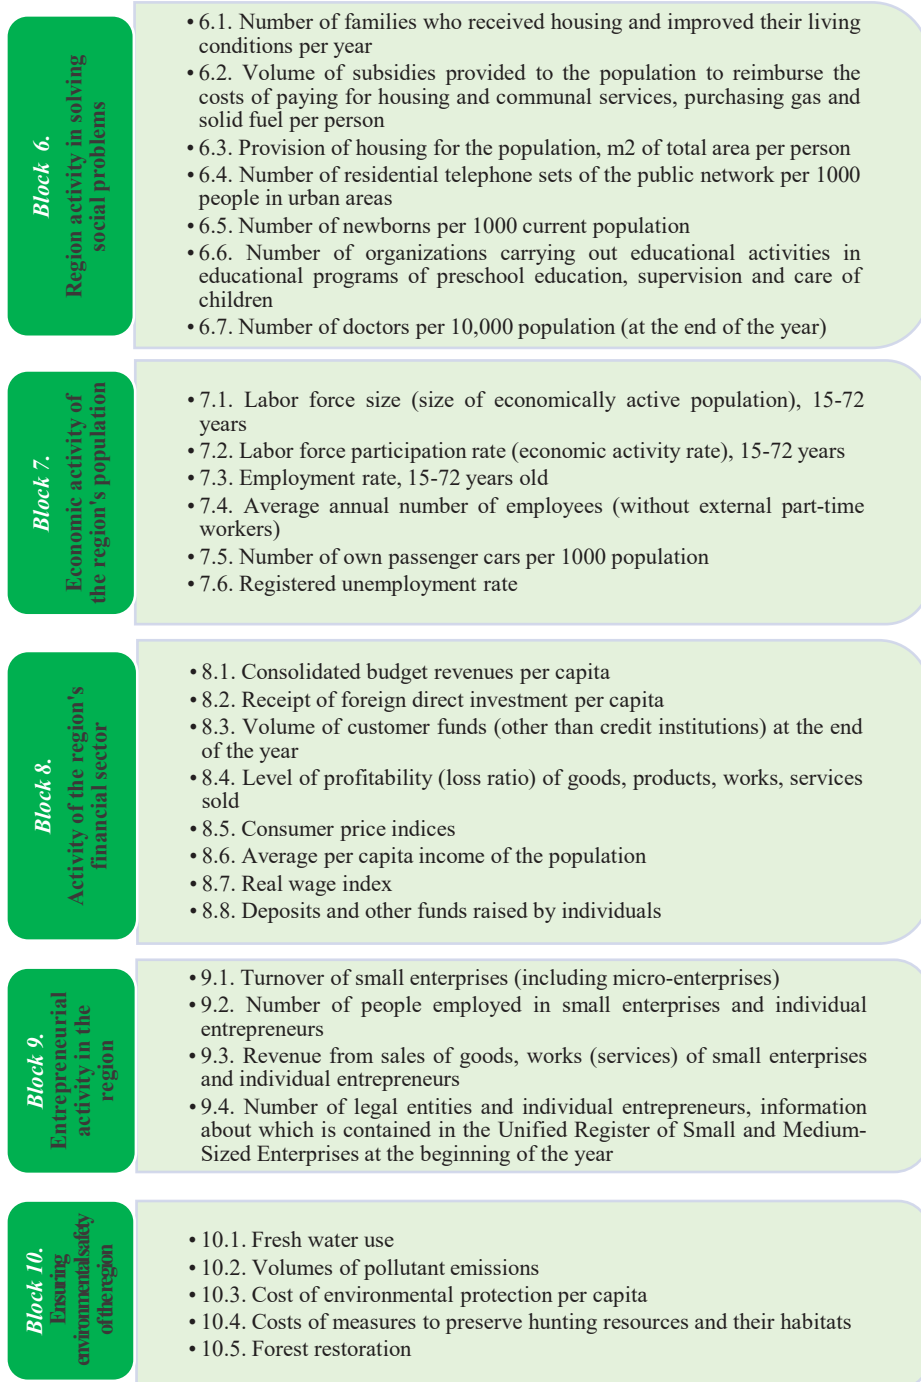 Block 6.
Region activity in solving
social problems
• 6.1. Number of families who received housing and improved their living
conditions per year
• 6.2. Volume of subsidies provided to the population to reimburse the
costs of paying for housing and communal services, purchasing gas and
solid fuel per person
• 6.3. Provision of housing for the population, m2 of total area per person
• 6.4. Number of residential telephone sets of the public network per 1000
people in urban areas
• 6.5. Number of newborns per 1000 current population
• 6.6. Number of organizations carrying out educational activities in
educational programs of preschool education, supervision and care of
children
• 6.7. Number of doctors per 10,000 population (at the end of the year)
Block 7.
Economic activity of
the region's population
• 7.1. Labor force size (size of economically active population), 15-72
years
• 7.2. Labor force participation rate (economic activity rate), 15-72 years
• 7.3. Employment rate, 15-72 years old
• 7.4. Average annual number of employees (without external part-time
workers)
• 7.5. Number of own passenger cars per 1000 population
• 7.6. Registered unemployment rate
Block 8.
Activity of the region's
financial sector
• 8.1. Consolidated budget revenues per capita
• 8.2. Receipt of foreign direct investment per capita
• 8.3. Volume of customer funds (other than credit institutions) at the end
of the year
• 8.4. Level of profitability (loss ratio) of goods, products, works, services
sold
• 8.5. Consumer price indices
• 8.6. Average per capita income of the population
• 8.7. Real wage index
• 8.8. Deposits and other funds raised by individuals
Block 9.
Entrepreneurial
activity in the
region
• 9.1. Turnover of small enterprises (including micro-enterprises)
• 9.2. Number of people employed in small enterprises and individual
entrepreneurs
• 9.3. Revenue from sales of goods, works (services) of small enterprises
and individual entrepreneurs
• 9.4. Number of legal entities and individual entrepreneurs, information
about which is contained in the Unified Register of Small and Medium-
Sized Enterprises at the beginning of the year
Block 10.
Ensuring
environmental safety
of the region
• 10.1. Fresh water use
• 10.2. Volumes of pollutant emissions
• 10.3. Cost of environmental protection per capita
• 10.4. Costs of measures to preserve hunting resources and their habitats
• 10.5. Forest restoration